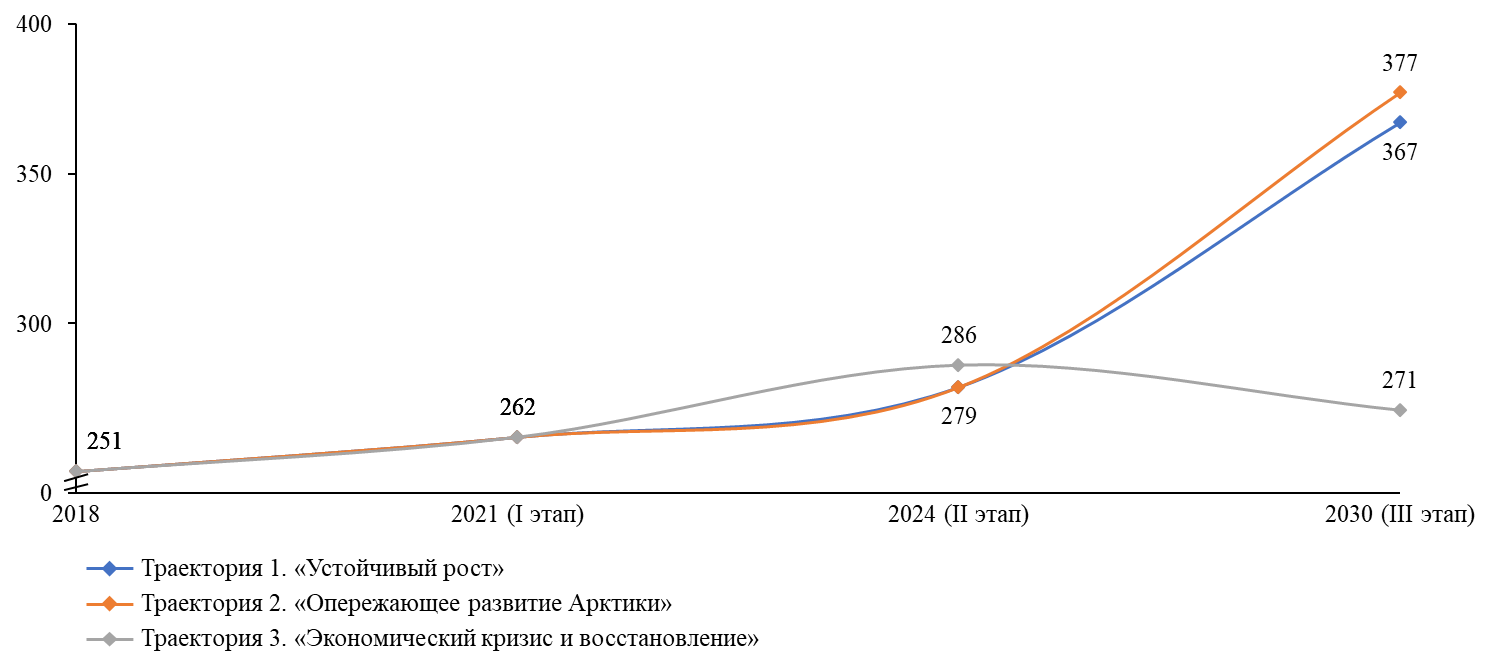 400
377
367
350
300
286
271
262
279
251
0
2018
2021 (I этап)
2024 (II этап)
2030 (III этап)
Траектория 1. «Устойчивый рост»
Траектория 2. «Опережающее развитие Арктики»
Траектория 3. «Экономический кризис и восстановление»